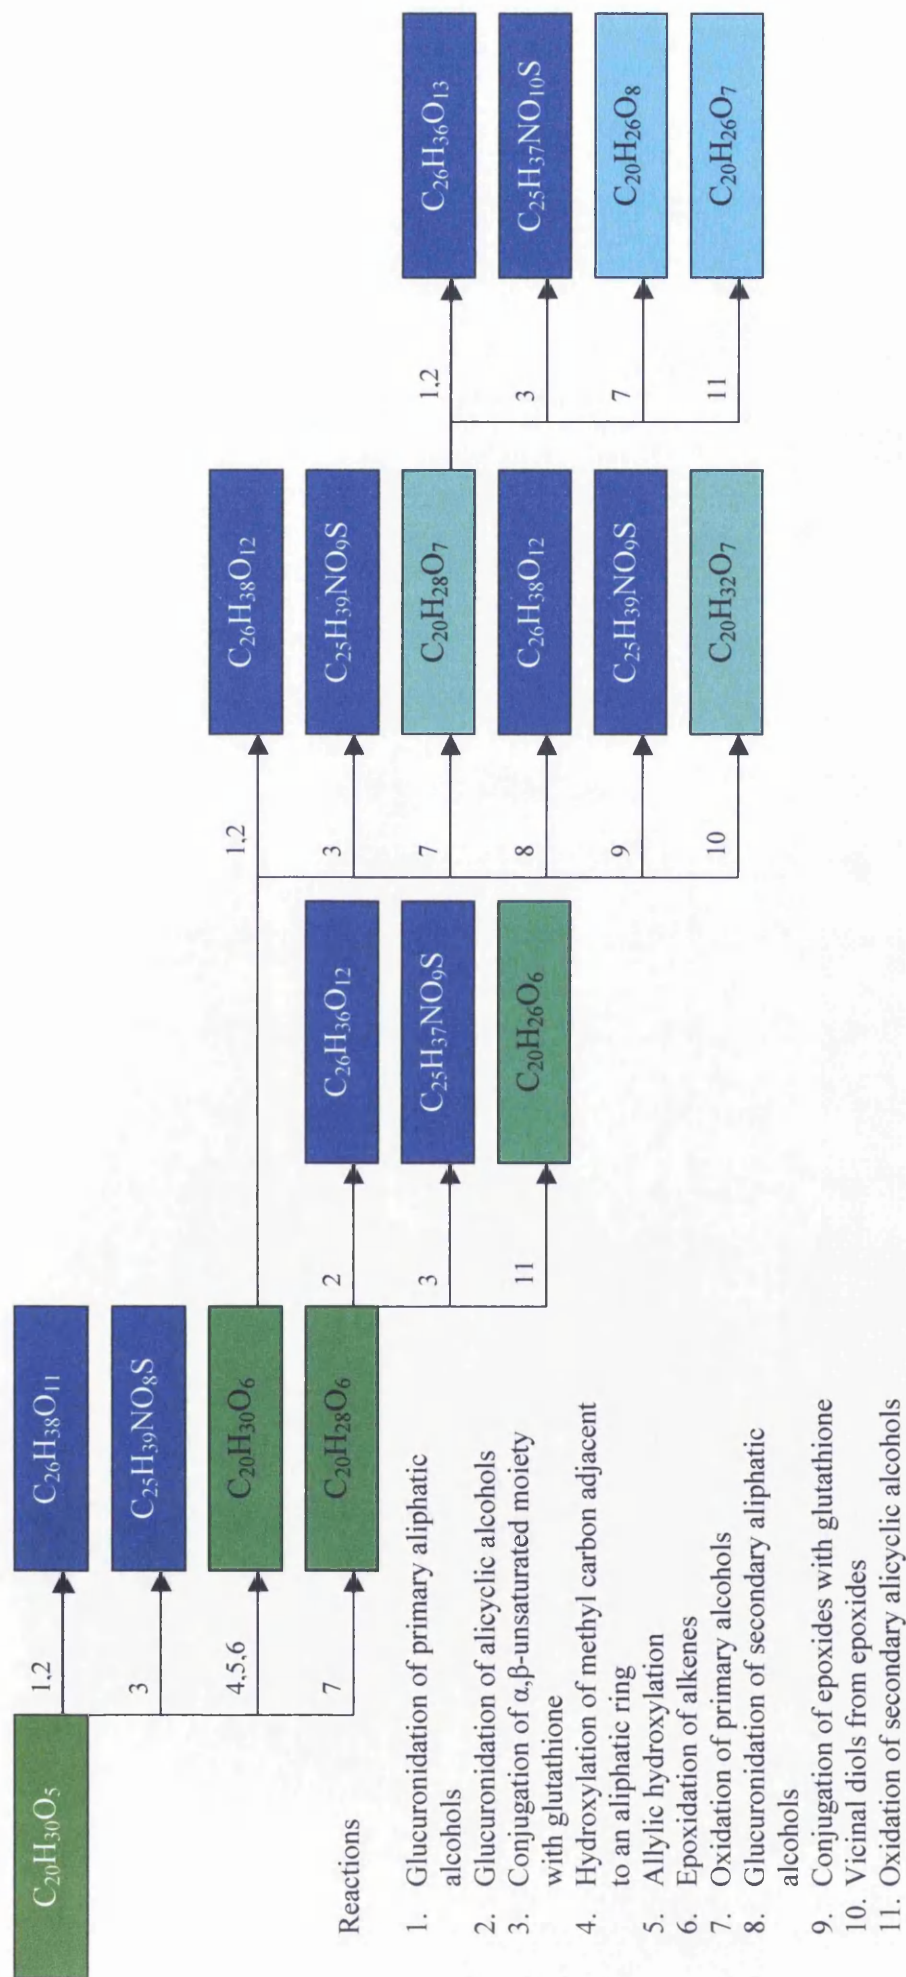 C₂₀H₃₀O₅
1,2
3
4,5,6
7
C₂₆H₃₈O₁₁
C₂₅H₃₉NO₈S
C₂₀H₃₀O₆
C₂₀H₂₈O₆
2
3
11
C₂₆H₃₆O₁₂
C₂₅H₃₇NO₉S
C₂₀H₂₆O₆
1,2
3
7
8
9
10
C₂₆H₃₈O₁₂
C₂₅H₃₉NO₉S
C₂₀H₂₈O₇
C₂₆H₃₈O₁₂
C₂₅H₃₉NO₉S
C₂₀H₃₂O₇
1,2
3
7
11
C₂₆H₃₆O₁₃
C₂₅H₃₇NO₁₀S
C₂₀H₂₆O₈
C₂₀H₂₆O₇
Reactions
1. Glucuronidation of primary aliphatic
alcohols
2. Glucuronidation of alicyclic alcohols
3. Conjugation of α,β-unsaturated moiety
with glutathione
4. Hydroxylation of methyl carbon adjacent
to an aliphatic ring
5. Allylic hydroxylation
6. Epoxidation of alkenes
7. Oxidation of primary alcohols
8. Glucuronidation of secondary aliphatic
alcohols
9. Conjugation of epoxides with glutathione
10. Vicinal diols from epoxides
11. Oxidation of secondary alicyclic alcohols